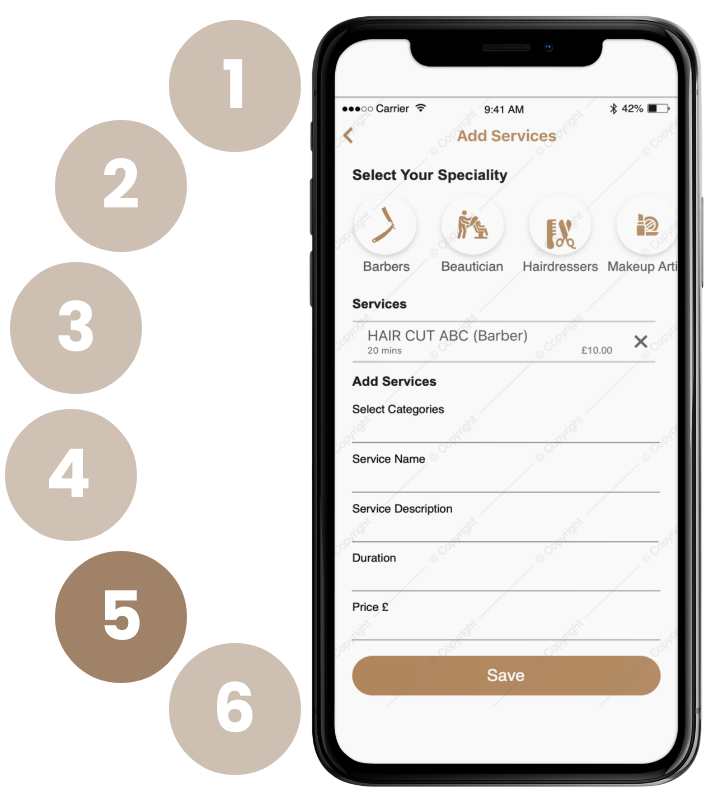 1
2
3
4
5
6
Carrier 9:41 AM 42%
Add Services
Select Your Speciality
Barbers Beautician Hairdressers Makeup Arti
Services
HAIR CUT ABC (Barber)
20 mins £10.00
Add Services
Select Categories
Service Name
Service Description
Duration
Price £
Save
© Copyright